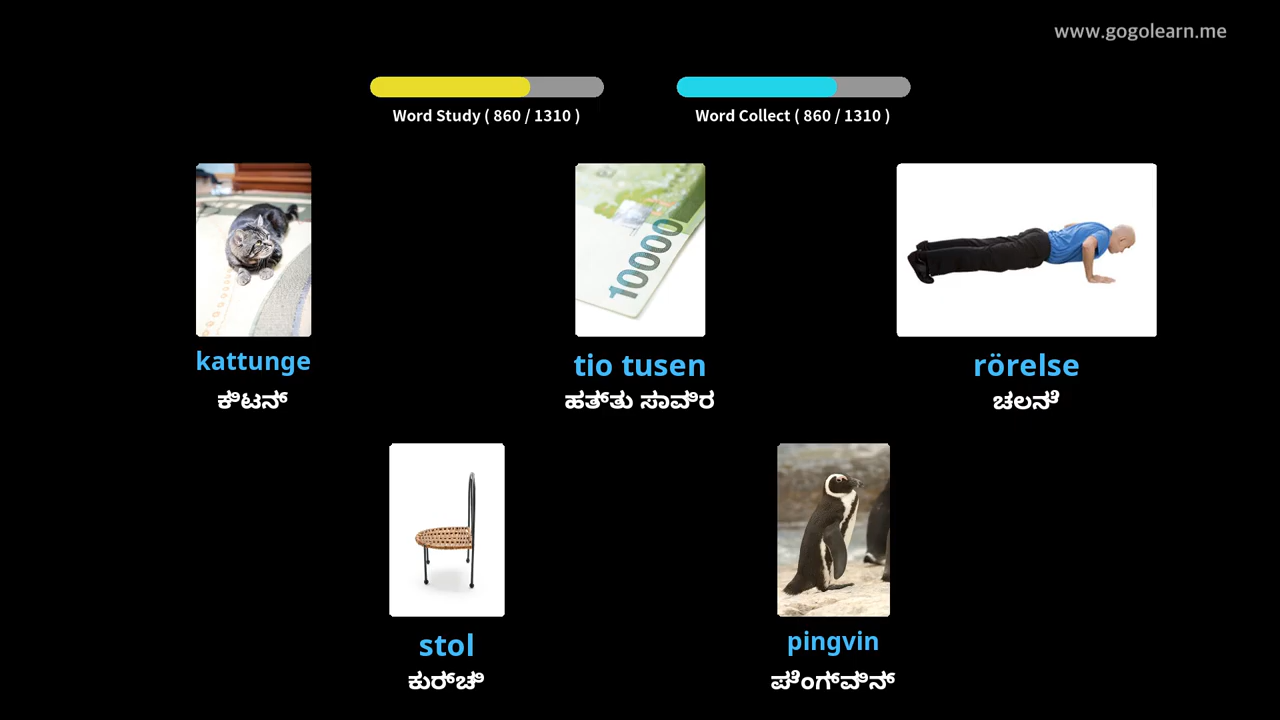 www.gogolearn.me
Word Study ( 860 / 1310 )
Word Collect ( 860 / 1310 )
10000
kattunge
ಕಿಟನ್
tio tusen
ಹತ್ತು ಸಾವಿರ
rörelse
ಚಲನೆ
stol
ಕುರ್ಚಿ
pingvin
ಪೆಂಗ್ವಿನ್